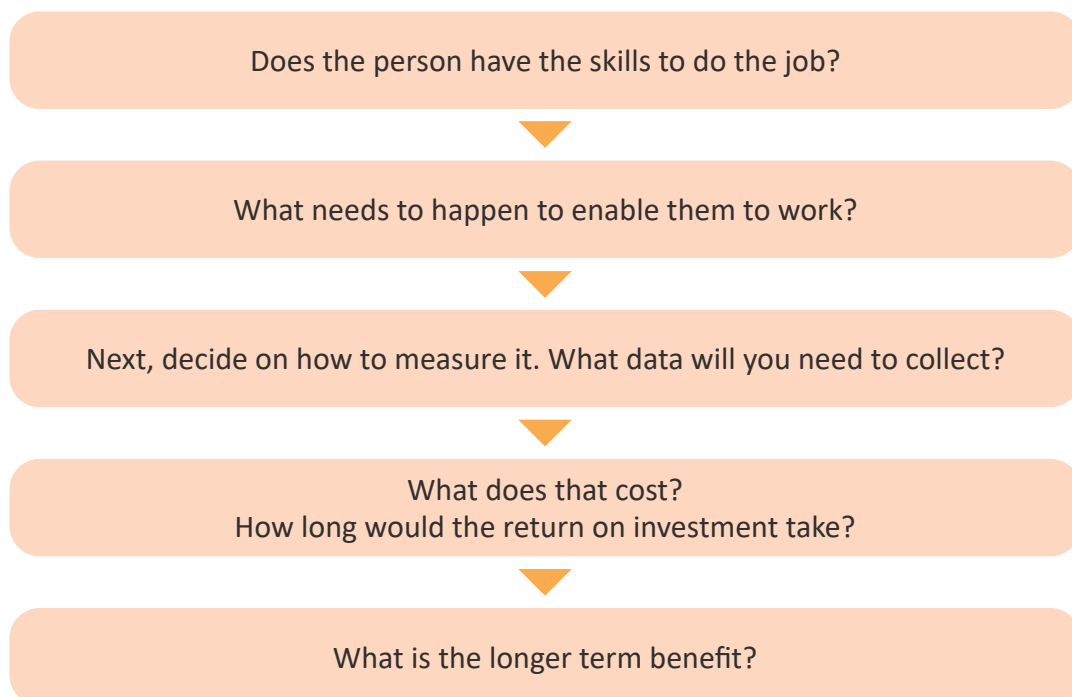 Does the person have the skills to do the job?
What needs to happen to enable them to work?
Next, decide on how to measure it. What data will you need to collect?
What does that cost?
How long would the return on investment take?
What is the longer term benefit?